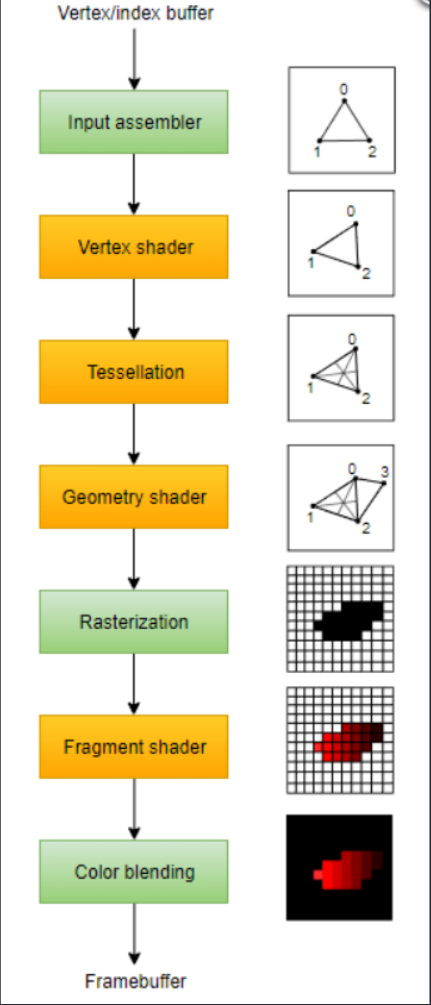 Vertex/index buffer
Input assembler
0
1
2
Vertex shader
0
1
2
Tessellation
0
1
2
Geometry shader
0
3
1
2
Rasterization
Fragment shader
Color blending
Framebuffer